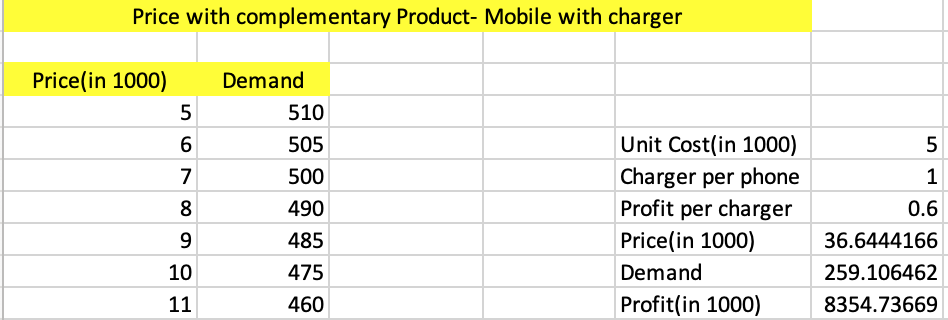 Price with complementary Product- Mobile with charger
Price(in 1000) Demand
5 510
6 505 Unit Cost(in 1000) 5
7 500 Charger per phone 1
8 490 Profit per charger 0.6
9 485 Price(in 1000) 36.6444166
10 475 Demand 259.106462
11 460 Profit(in 1000) 8354.73669